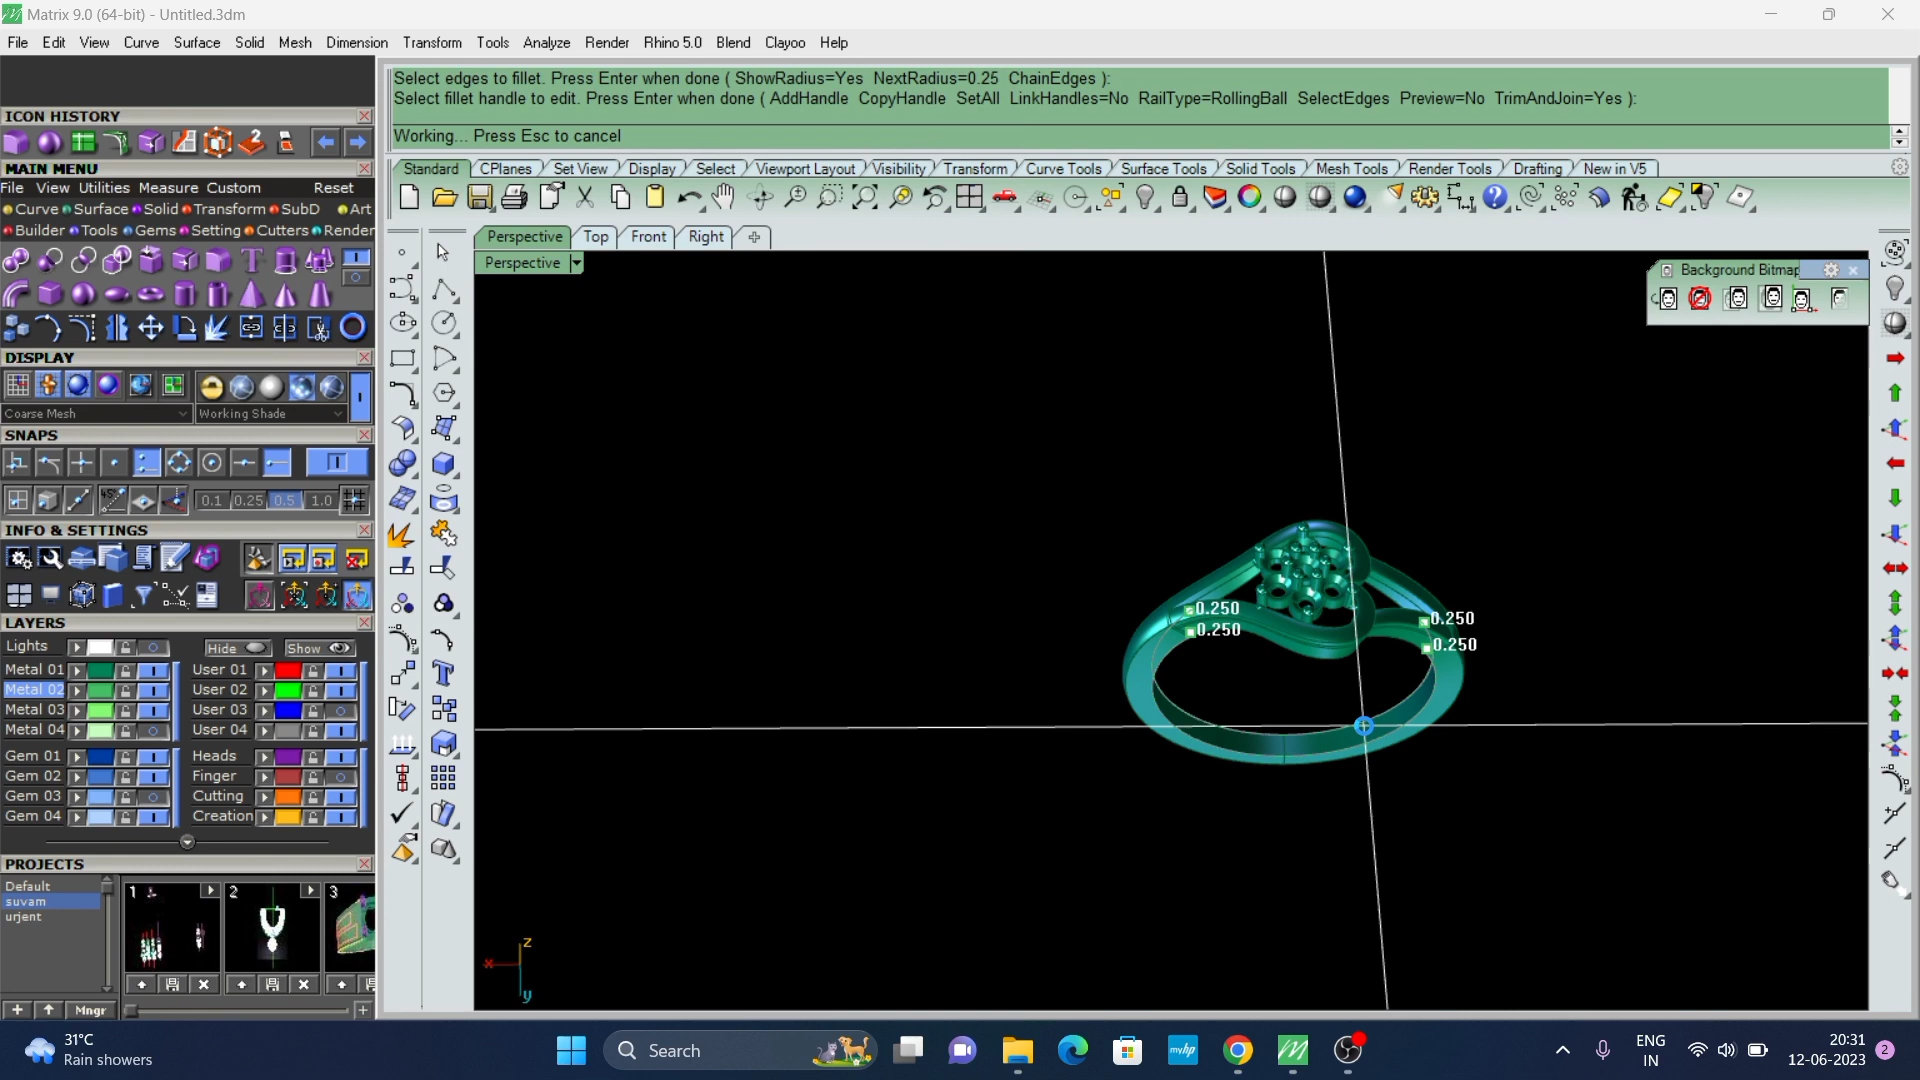 Matrix 9.0 (64-bit) - Untitled.3dm
File Edit View Curve Surface Solid Mesh Dimension Transform Tools Analyze Render Rhino 5.0 Blend Clayoo Help
Select edges to fillet. Press Enter when done ( ShowRadius=Yes NextRadius=0.25 ChainEdges ):
Select fillet handle to edit. Press Enter when done ( AddHandle CopyHandle SetAll LinkHandles=No RailType=RollingBall SelectEdges Preview=No TrimAndJoin=Yes ):
Working... Press Esc to cancel
ICON HISTORY
2
MAIN MENU
File View Utilities Measure Custom Reset
Curve Surface Solid Transform SubD Art
Builder Tools Gems Setting Cutters Render
Standard CPlanes Set View Display Select Viewport Layout Visibility Transform Curve Tools Surface Tools Solid Tools Mesh Tools Render Tools Drafting New in V5
Perspective Top Front Right
Perspective
Background Bitmap
DISPLAY
Coarse Mesh Working Shade
SNAPS
45°
0.1 0.25 0.5 1.0
INFO & SETTINGS
LAYERS
Lights Hide Show
Metal 01 User 01
Metal 02 User 02
Metal 03 User 03
Metal 04 User 04
Gem 01 Heads
Gem 02 Finger
Gem 03 Cutting
Gem 04 Creation
0.250
0.250
0.250
0.250
PROJECTS
Default
suvam
urjent
1 2 3
Mngr
z
x
y
31°C
Rain showers
Search
myhp
ENG
IN
20:31
12-06-2023
2